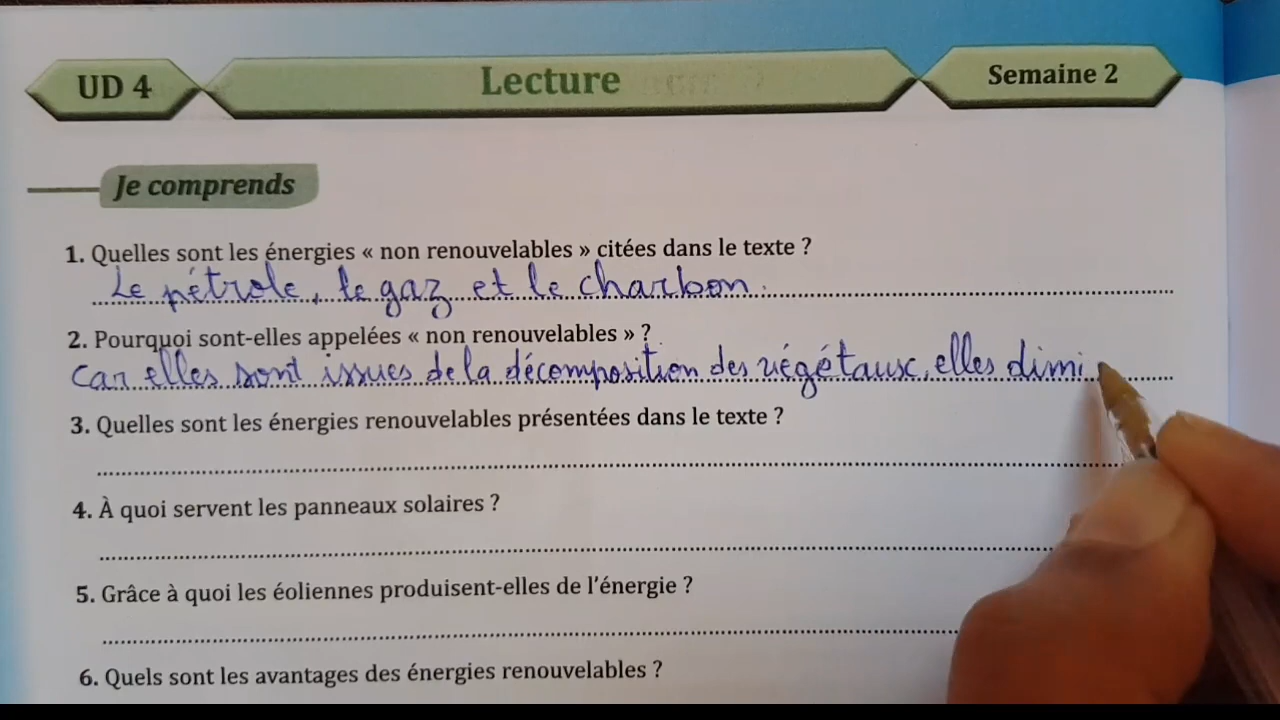 UD 4
Lecture
Semaine 2
Je comprends
1. Quelles sont les énergies « non renouvelables » citées dans le texte ?
Le pétrole, le gaz et le charbon.
2. Pourquoi sont-elles appelées « non renouvelables » ?
Car elles sont issues de la décomposition des végétaux, elles dimi
3. Quelles sont les énergies renouvelables présentées dans le texte ?
4. À quoi servent les panneaux solaires ?
5. Grâce à quoi les éoliennes produisent-elles de l'énergie ?
6. Quels sont les avantages des énergies renouvelables ?